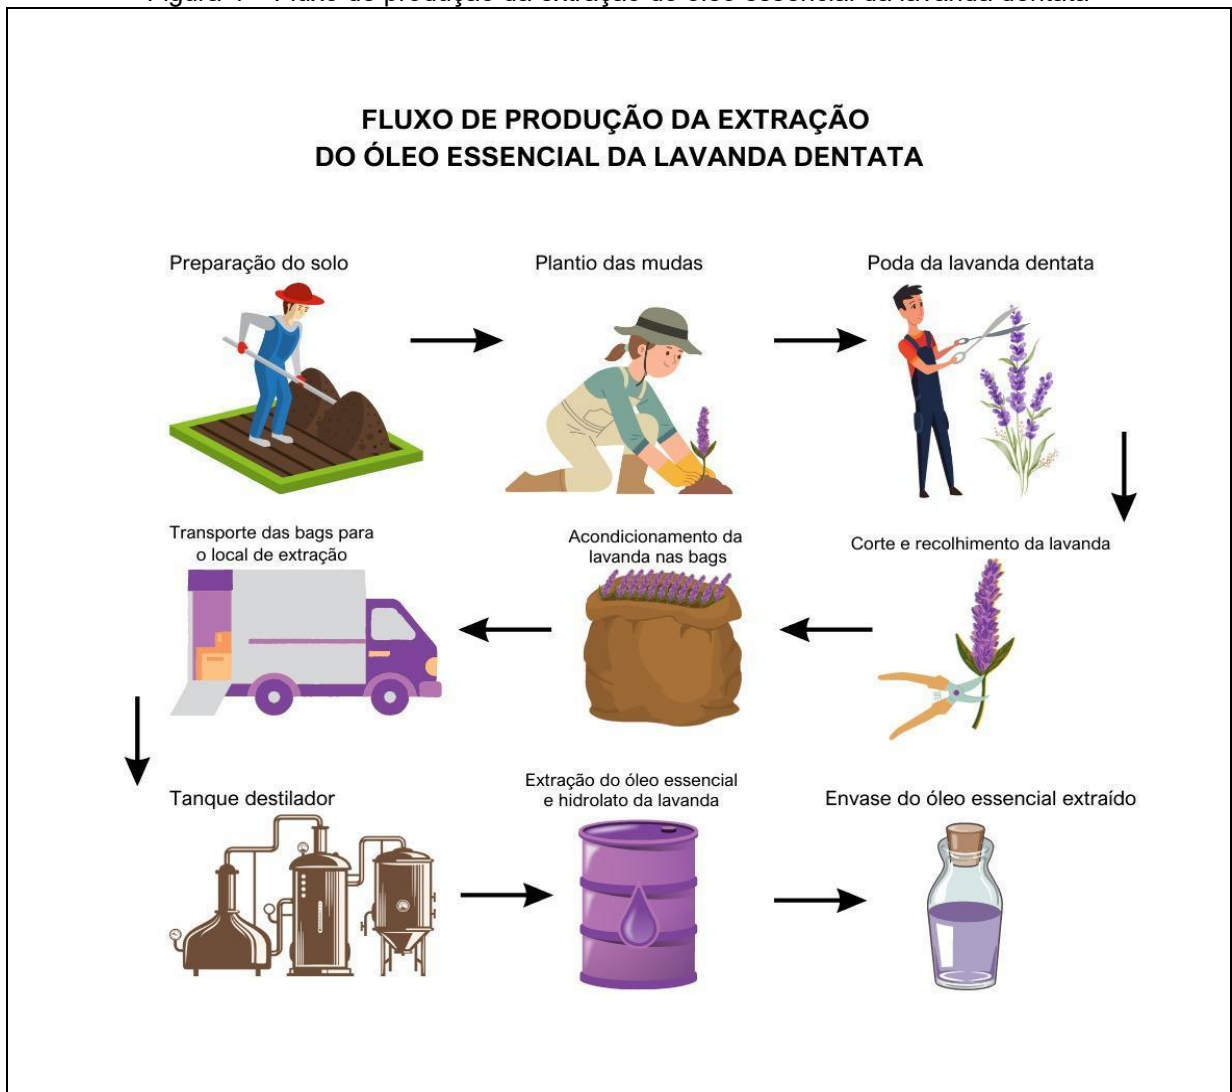 FLUXO DE PRODUÇÃO DA EXTRAÇÃO
DO ÓLEO ESSENCIAL DA LAVANDA DENTATA
Preparação do solo
Plantio das mudas
Poda da lavanda dentata
Corte e recolhimento da lavanda
Acondicionamento da
lavanda nas bags
Transporte das bags para
o local de extração
Tanque destilador
Extração do óleo essencial
e hidrolato da lavanda
Envase do óleo essencial extraído